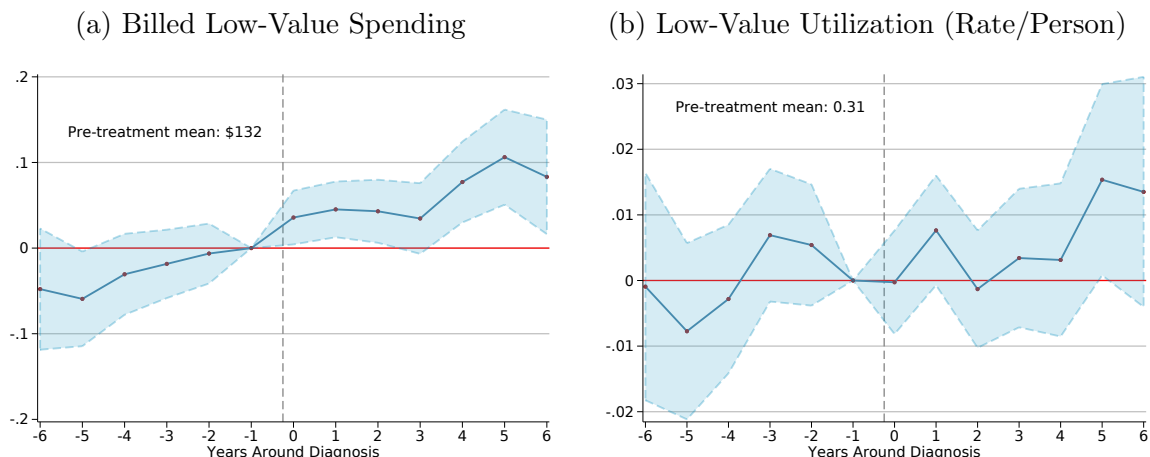 (a) Billed Low-Value Spending
.2
Pre-treatment mean: $132
.1
0
-.1
-.2
-6 -5 -4 -3 -2 -1 0 1 2 3 4 5 6
Years Around Diagnosis
(b) Low-Value Utilization (Rate/Person)
.03
Pre-treatment mean: 0.31
.02
.01
0
-.01
-.02
-6 -5 -4 -3 -2 -1 0 1 2 3 4 5 6
Years Around Diagnosis